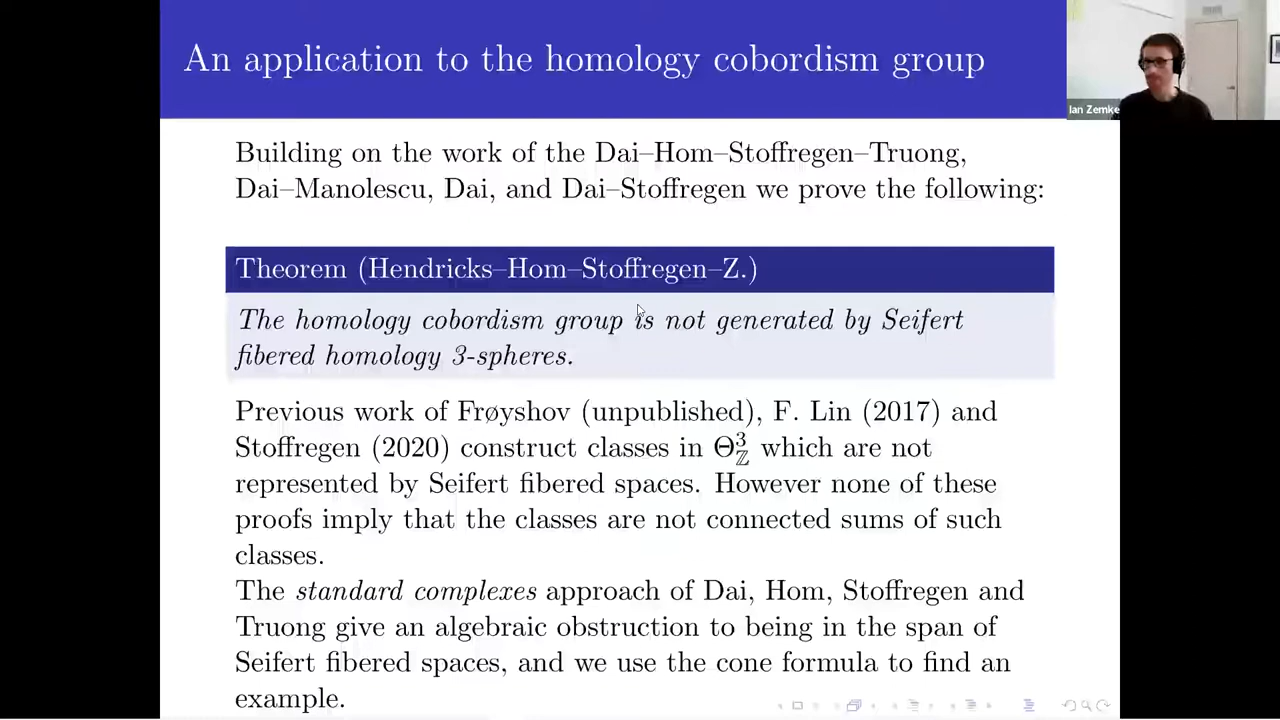 An application to the homology cobordism group
Ian Zemke
Building on the work of the Dai–Hom–Stoffregen–Truong,
Dai–Manolescu, Dai, and Dai–Stoffregen we prove the following:
Theorem (Hendricks–Hom–Stoffregen–Z.)
The homology cobordism group is not generated by Seifert
fibered homology 3-spheres.
Previous work of Frøyshov (unpublished), F. Lin (2017) and
Stoffregen (2020) construct classes in Θ³_ℤ which are not
represented by Seifert fibered spaces. However none of these
proofs imply that the classes are not connected sums of such
classes.
The standard complexes approach of Dai, Hom, Stoffregen and
Truong give an algebraic obstruction to being in the span of
Seifert fibered spaces, and we use the cone formula to find an
example.